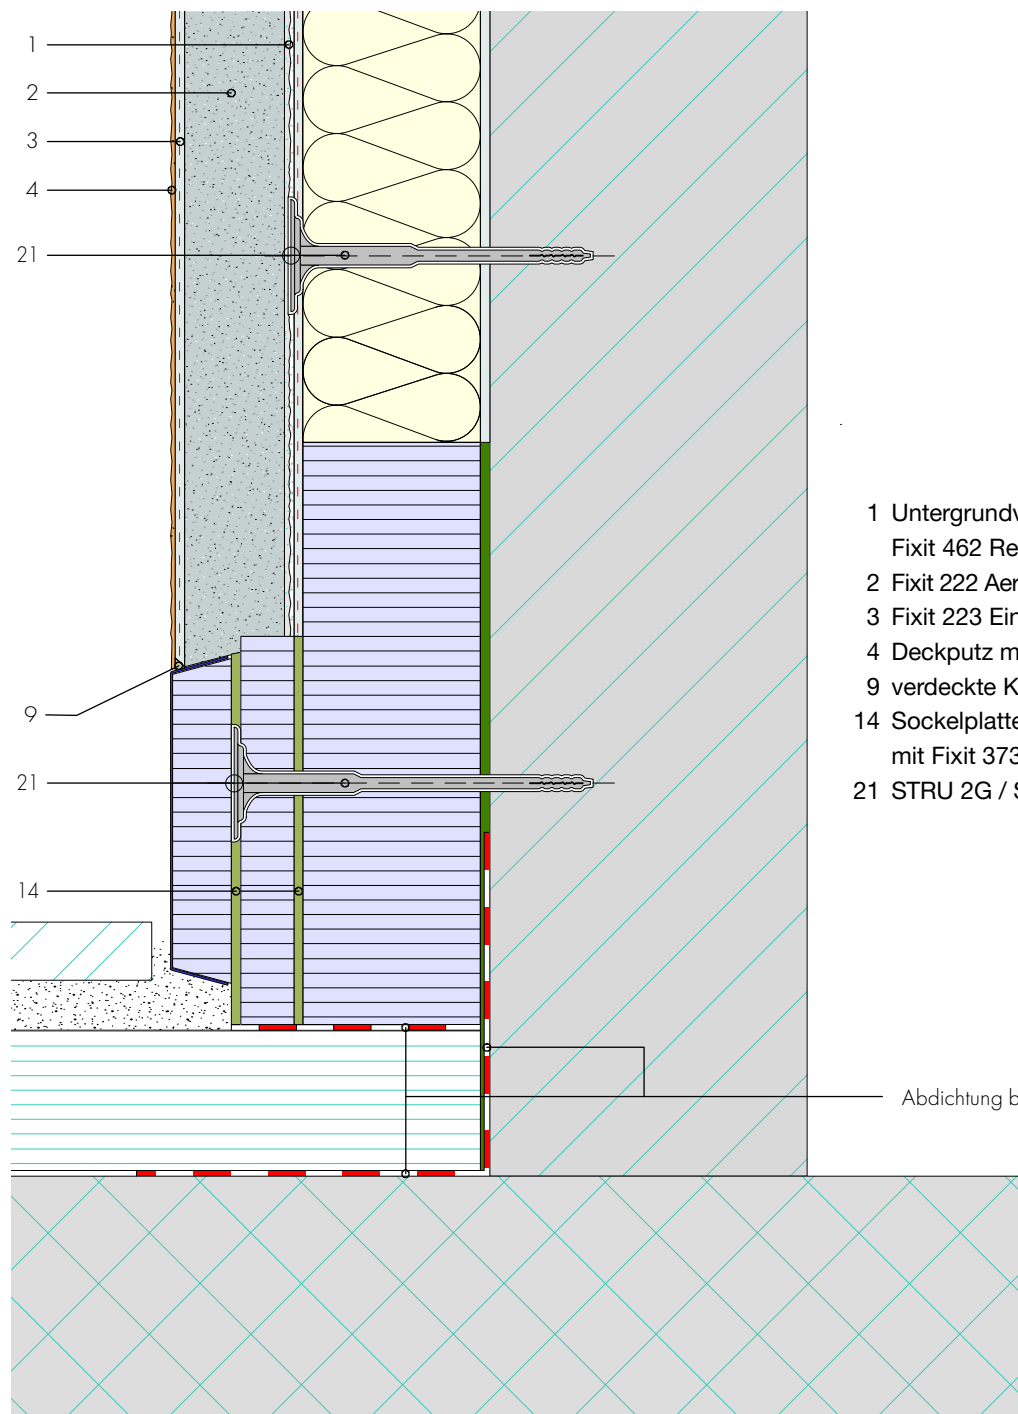 1
2
3
4
21
9
21
14
1 Untergrundv
Fixit 462 Re
2 Fixit 222 Aer
3 Fixit 223 Ein
4 Deckputz m
9 verdeckte K
14 Sockelplatte
mit Fixit 373
21 STRU 2G / S
Abdichtung b